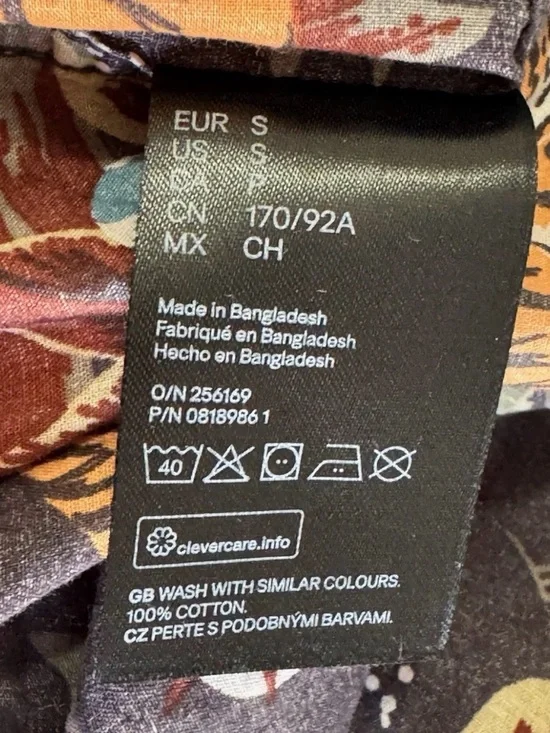 EUR S
US S
CA P
CN 170/92A
MX CH
Made in Bangladesh
Fabriqué en Bangladesh
Hecho en Bangladesh
O/N 256169
P/N 0818986 1
40
clevercare.info
GB WASH WITH SIMILAR COLOURS.
100% COTTON.
CZ PERTE S PODOBNÝMI BARVAMI.